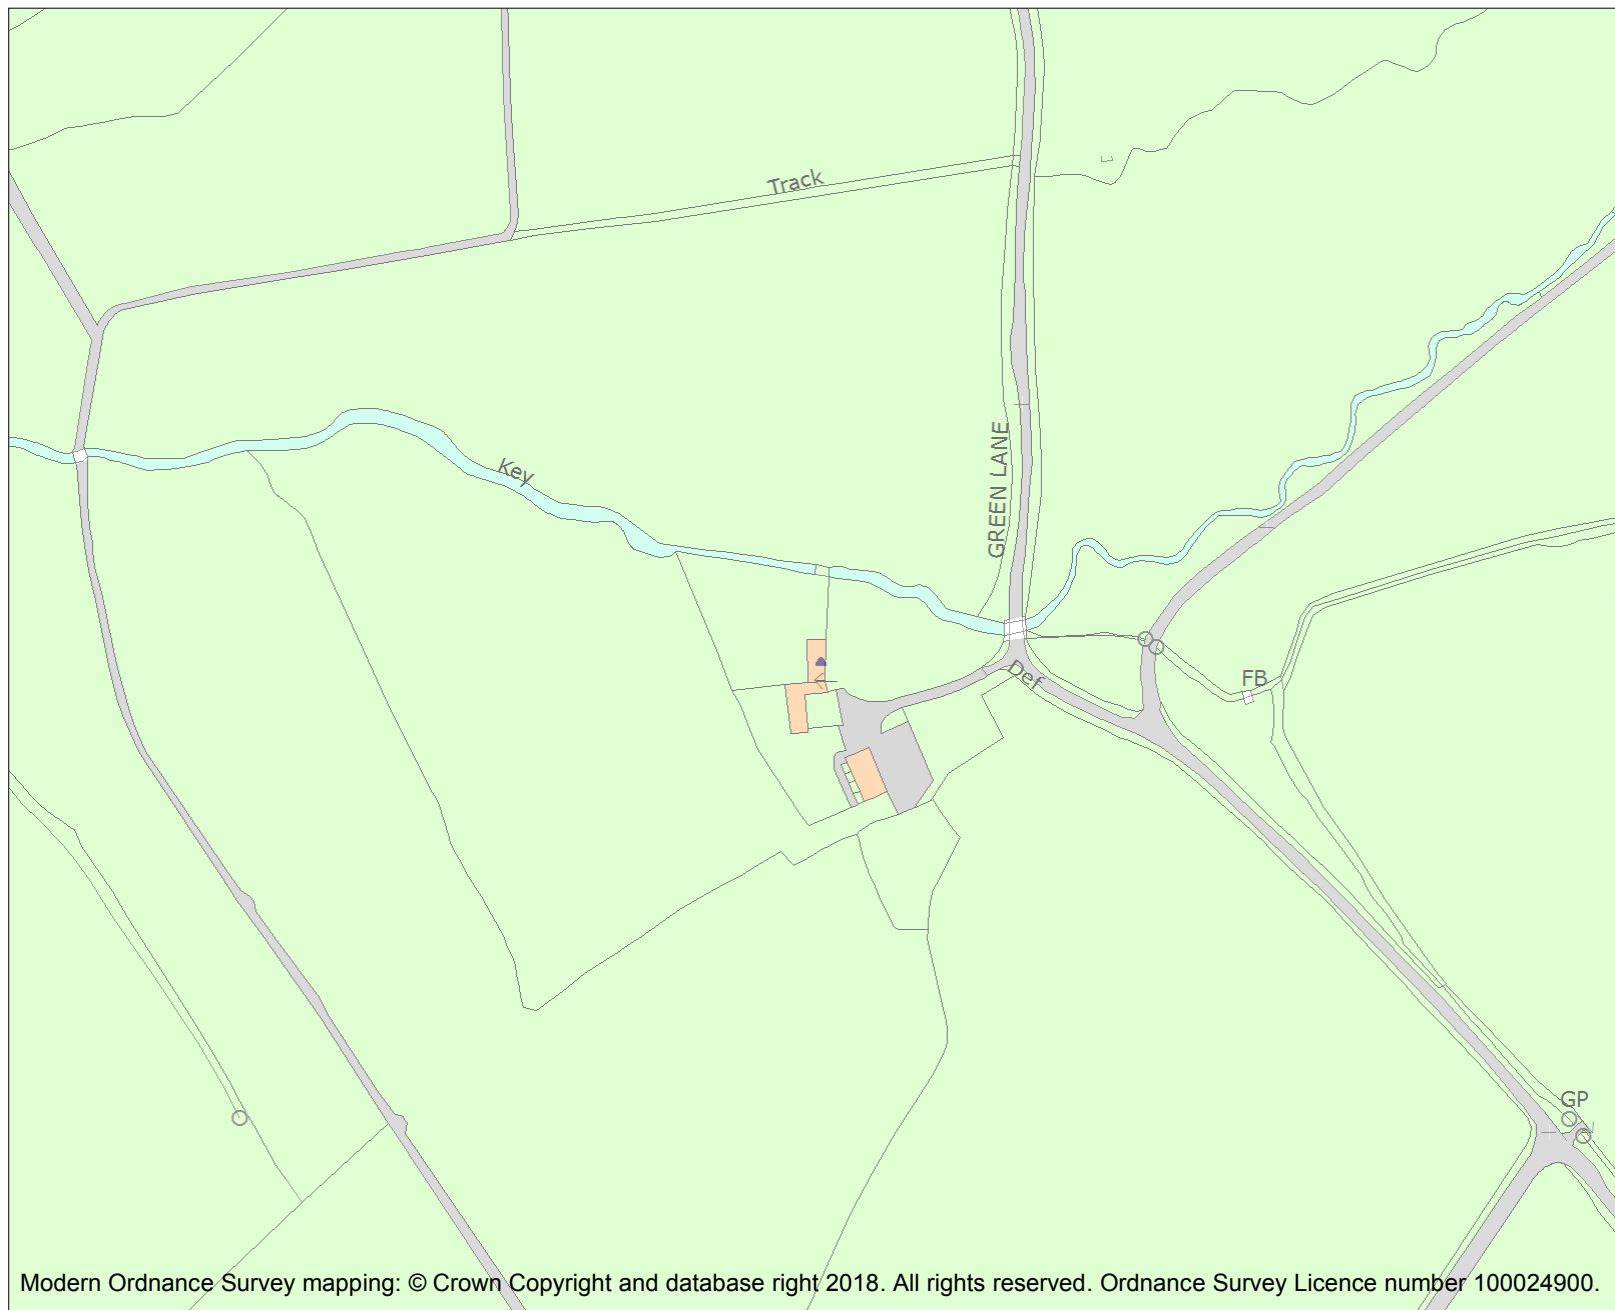 Track
GREEN LANE
Key
Def
FB
GP
Modern Ordnance Survey mapping: © Crown Copyright and database right 2018. All rights reserved. Ordnance Survey Licence number 100024900.